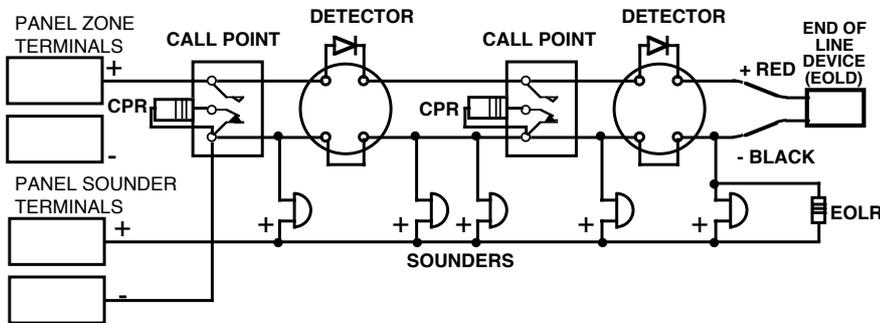 PANEL ZONE
TERMINALS
+
-
CALL POINT
CPR
DETECTOR
CALL POINT
CPR
DETECTOR
+ RED
- BLACK
END OF
LINE
DEVICE
(EOLD)
PANEL SOUNDER
TERMINALS
+
-
+
+
+
+
+
SOUNDERS
EOLR